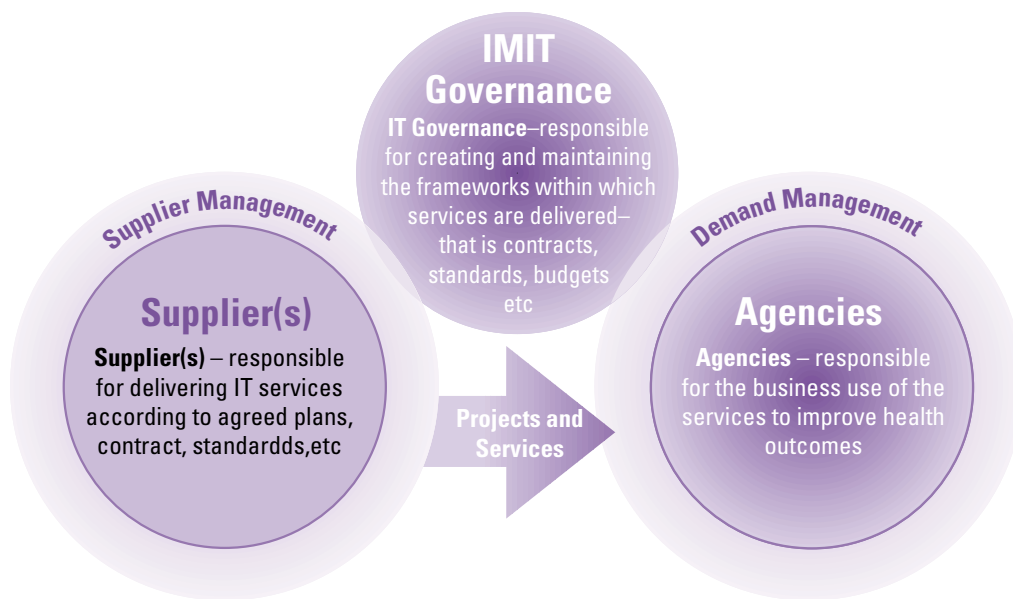 IMIT
Governance
IT Governance–responsible
for creating and maintaining
the frameworks within which
services are delivered–
that is contracts,
standards, budgets
etc
Supplier Management
Supplier(s)
Supplier(s) – responsible
for delivering IT services
according to agreed plans,
contract, standardds,etc
Projects and
Services
Demand Management
Agencies
Agencies – responsible
for the business use of the
services to improve health
outcomes